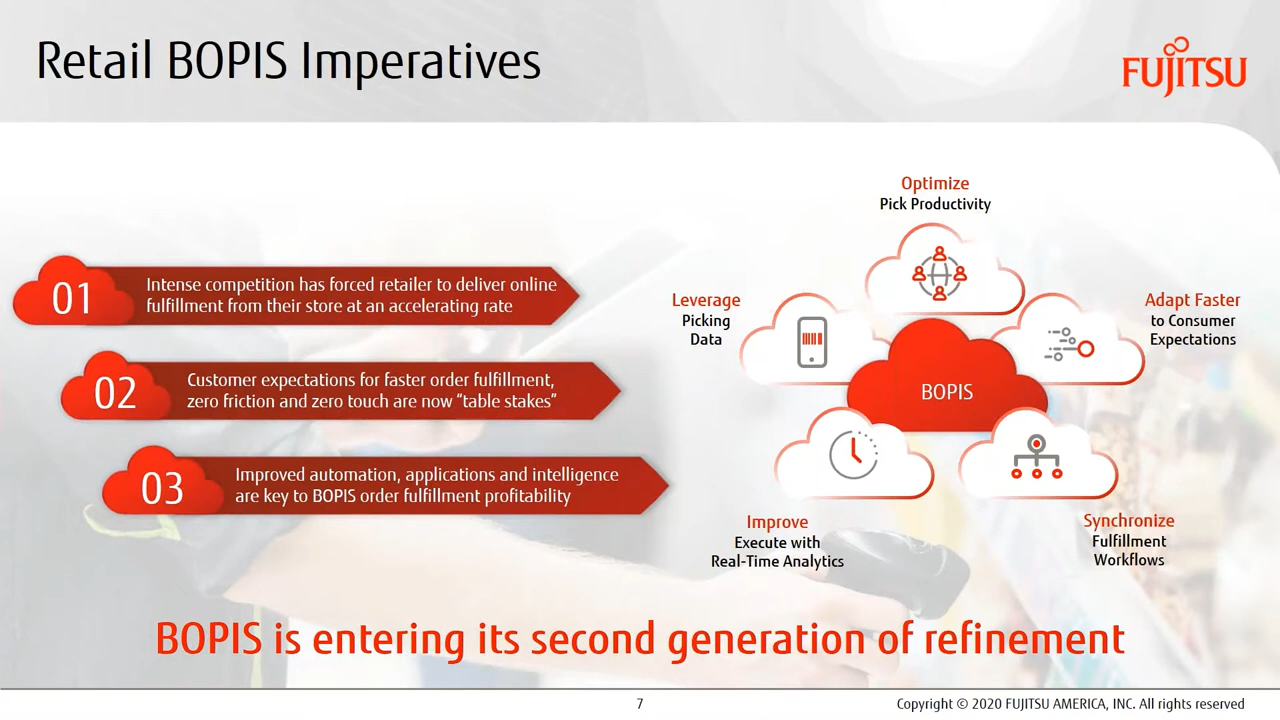 Retail BOPIS Imperatives
FUJITSU
01
Intense competition has forced retailer to deliver online
fulfillment from their store at an accelerating rate
02
Customer expectations for faster order fulfillment,
zero friction and zero touch are now “table stakes”
03
Improved automation, applications and intelligence
are key to BOPIS order fulfillment profitability
Optimize
Pick Productivity
Leverage
Picking
Data
Adapt Faster
to Consumer
Expectations
BOPIS
Improve
Execute with
Real-Time Analytics
Synchronize
Fulfillment
Workflows
BOPIS is entering its second generation of refinement
7
Copyright © 2020 FUJITSU AMERICA, INC. All rights reserved